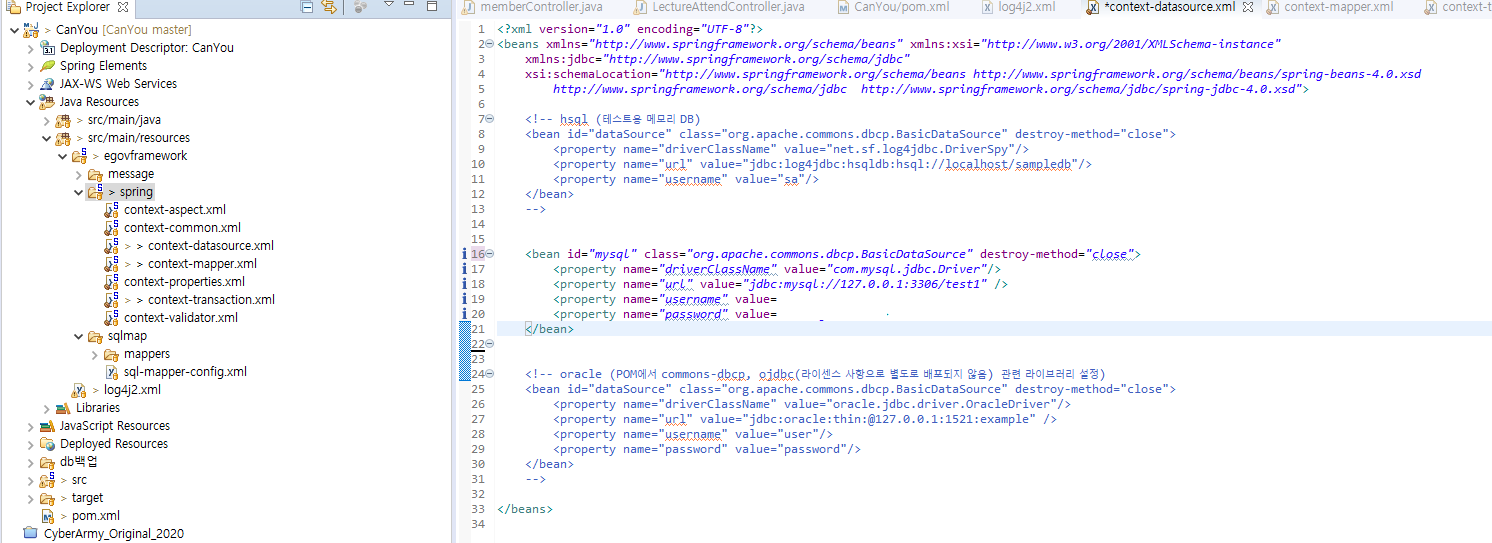 Project Explorer
CanYou [CanYou master]
Deployment Descriptor: CanYou
Spring Elements
JAX-WS Web Services
Java Resources
> src/main/java
> src/main/resources
> egovframework
message
> spring
context-aspect.xml
context-common.xml
> > context-datasource.xml
> > context-mapper.xml
context-properties.xml
> > context-transaction.xml
context-validator.xml
sqlmap
mappers
sql-mapper-config.xml
> log4j2.xml
Libraries
JavaScript Resources
Deployed Resources
db백업
> src
> target
> pom.xml
CyberArmy_Original_2020
memberController.java
LectureAttendController.java
CanYou/pom.xml
log4j2.xml
*context-datasource.xml
context-mapper.xml
context-t
1 <?xml version="1.0" encoding="UTF-8"?>
2 <beans xmlns="http://www.springframework.org/schema/beans" xmlns:xsi="http://www.w3.org/2001/XMLSchema-instance"
3 xmlns:jdbc="http://www.springframework.org/schema/jdbc"
4 xsi:schemaLocation="http://www.springframework.org/schema/beans http://www.springframework.org/schema/beans/spring-beans-4.0.xsd
5 http://www.springframework.org/schema/jdbc http://www.springframework.org/schema/jdbc/spring-jdbc-4.0.xsd">
6
7 <!-- hsql (테스트용 메모리 DB)
8 <bean id="dataSource" class="org.apache.commons.dbcp.BasicDataSource" destroy-method="close">
9 <property name="driverClassName" value="net.sf.log4jdbc.DriverSpy"/>
10 <property name="url" value="jdbc:log4jdbc:hsqldb:hsql://localhost/sampledb"/>
11 <property name="username" value="sa"/>
12 </bean>
13 -->
14
15
16 <bean id="mysql" class="org.apache.commons.dbcp.BasicDataSource" destroy-method="close">
17 <property name="driverClassName" value="com.mysql.jdbc.Driver"/>
18 <property name="url" value="jdbc:mysql://127.0.0.1:3306/test1" />
19 <property name="username" value=
20 <property name="password" value=
21 </bean>
22
23
24 <!-- oracle (POM에서 commons-dbcp, ojdbc(라이센스 사항으로 별도로 배포되지 않음) 관련 라이브러리 설정)
25 <bean id="dataSource" class="org.apache.commons.dbcp.BasicDataSource" destroy-method="close">
26 <property name="driverClassName" value="oracle.jdbc.driver.OracleDriver"/>
27 <property name="url" value="jdbc:oracle:thin:@127.0.0.1:1521:example" />
28 <property name="username" value="user"/>
29 <property name="password" value="password"/>
30 </bean>
31 -->
32
33 </beans>
34